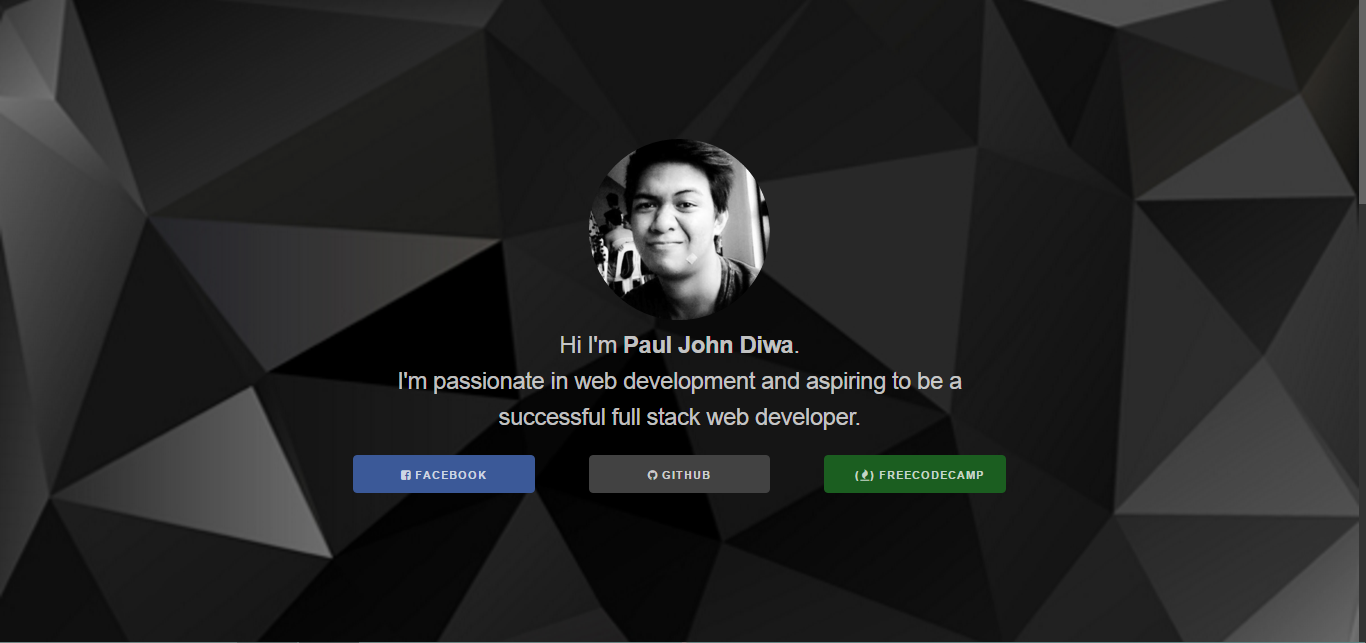 Hi I'm Paul John Diwa.
I'm passionate in web development and aspiring to be a
successful full stack web developer.
FACEBOOK
GITHUB
FREECODECAMP